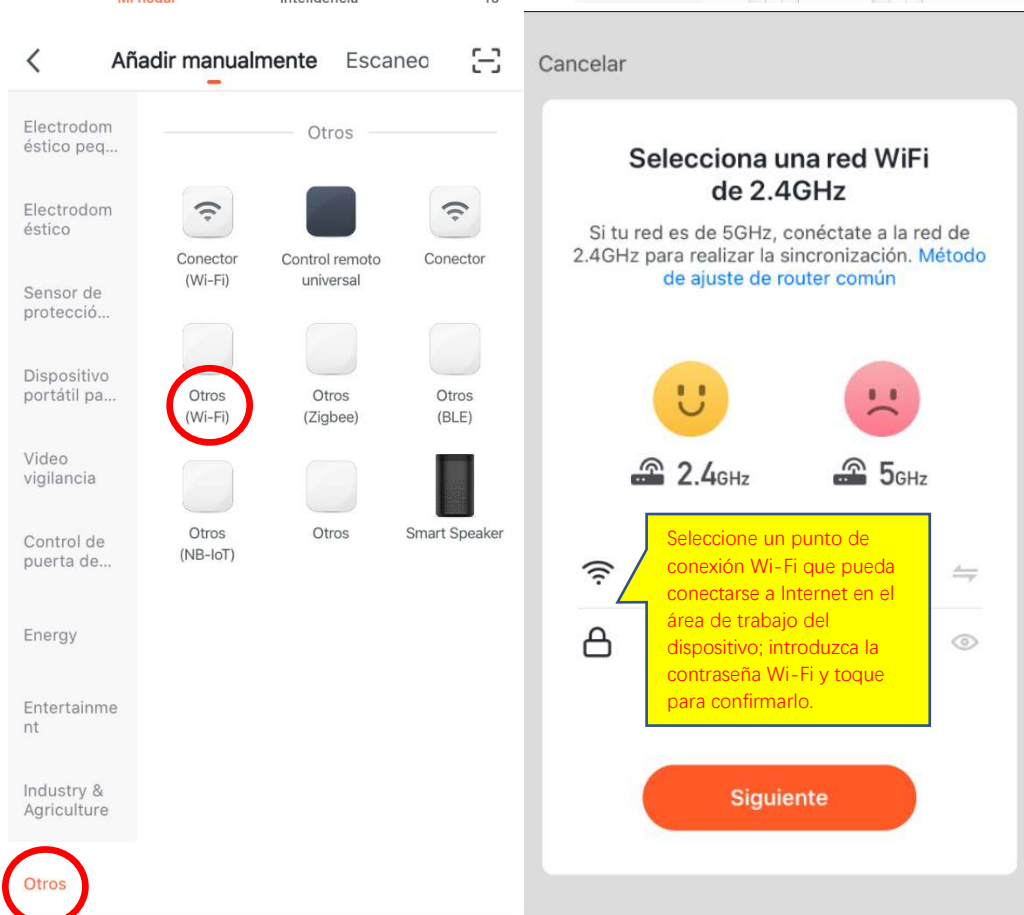 Añadir manualmente Escaneo
Electrodom
éstico peq...
Electrodom
éstico
Sensor de
protecció...
Dispositivo
portátil pa...
Video
vigilancia
Control de
puerta de...
Energy
Entertainme
nt
Industry &
Agriculture
Otros
Otros
Conector
(Wi-Fi)
Control remoto
universal
Conector
Otros
(Wi-Fi)
Otros
(Zigbee)
Otros
(BLE)
Otros
(NB-IoT)
Otros
Smart Speaker
Cancelar
Selecciona una red WiFi
de 2.4GHz
Si tu red es de 5GHz, conéctate a la red de
2.4GHz para realizar la sincronización. Método
de ajuste de router común
2.4GHz
5GHz
Seleccione un punto de
conexión Wi-Fi que pueda
conectarse a Internet en el
área de trabajo del
dispositivo; introduzca la
contraseña Wi-Fi y toque
para confirmarlo.
Siguiente